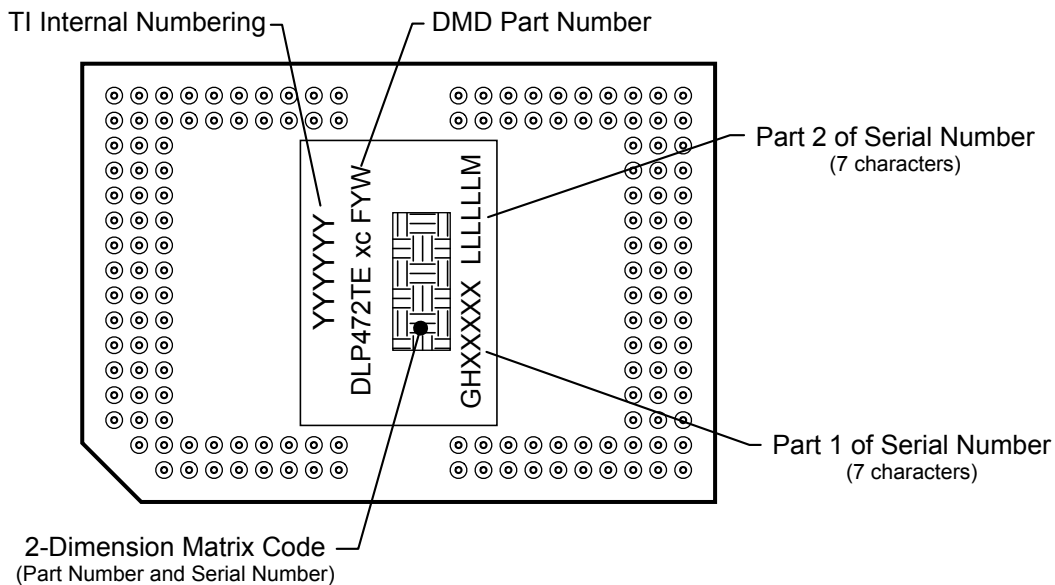 TI Internal Numbering
DMD Part Number
Part 2 of Serial Number
(7 characters)
YYYYYYY
DLP472TE xc FYW
GHXXXXX LLLLLLM
Part 1 of Serial Number
(7 characters)
2-Dimension Matrix Code
(Part Number and Serial Number)